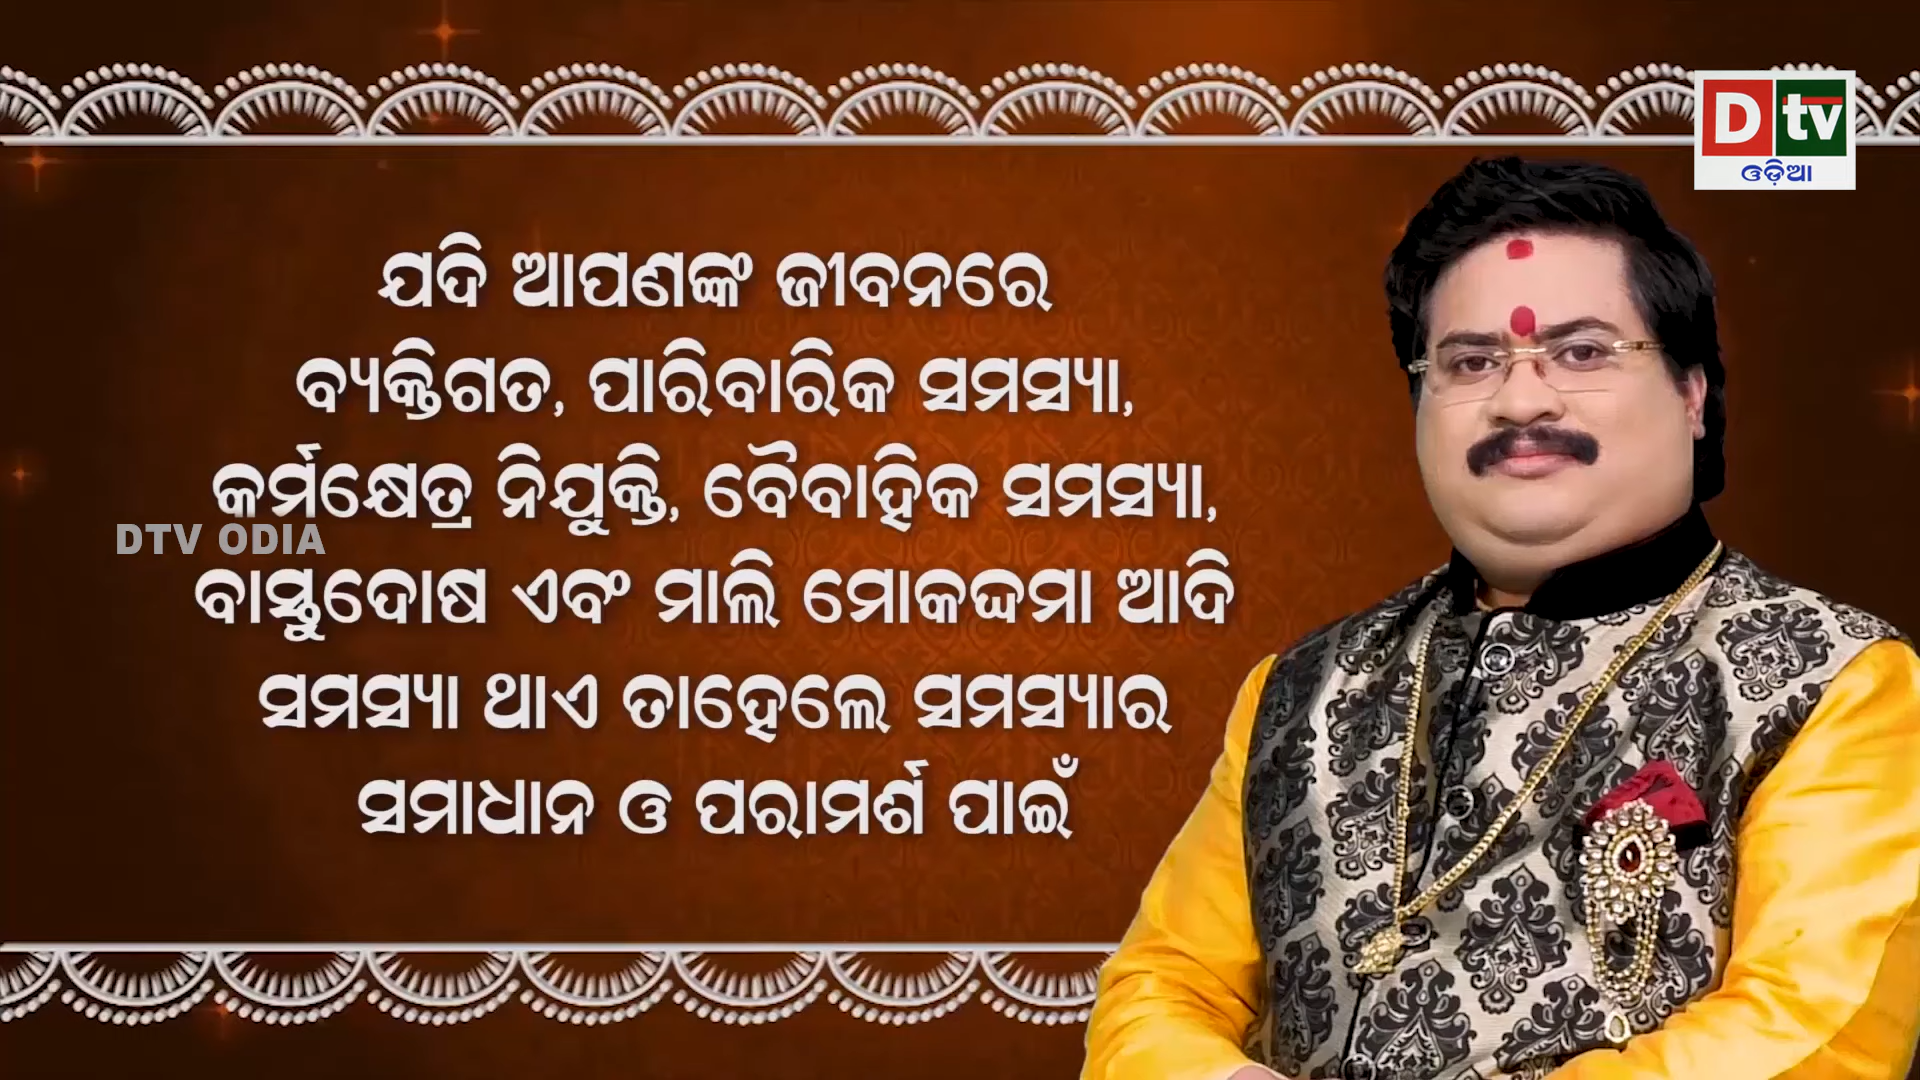 Dtv
ଓଡ଼ିଆ
ଯଦି ଆପଣଙ୍କ ଜୀବନରେ
ବ୍ୟକ୍ତିଗତ, ପାରିବାରିକ ସମସ୍ୟା,
କର୍ମକ୍ଷେତ୍ର ନିଯୁକ୍ତି, ବୈବାହିକ ସମସ୍ୟା,
DTV ODIA
ବାସ୍ତୁଦୋଷ ଏବଂ ମାଲି ମୋକଦ୍ଦମା ଆଦି
ସମସ୍ୟା ଥାଏ ତାହେଲେ ସମସ୍ୟାର
ସମାଧାନ ଓ ପରାମର୍ଶ ପାଇଁ